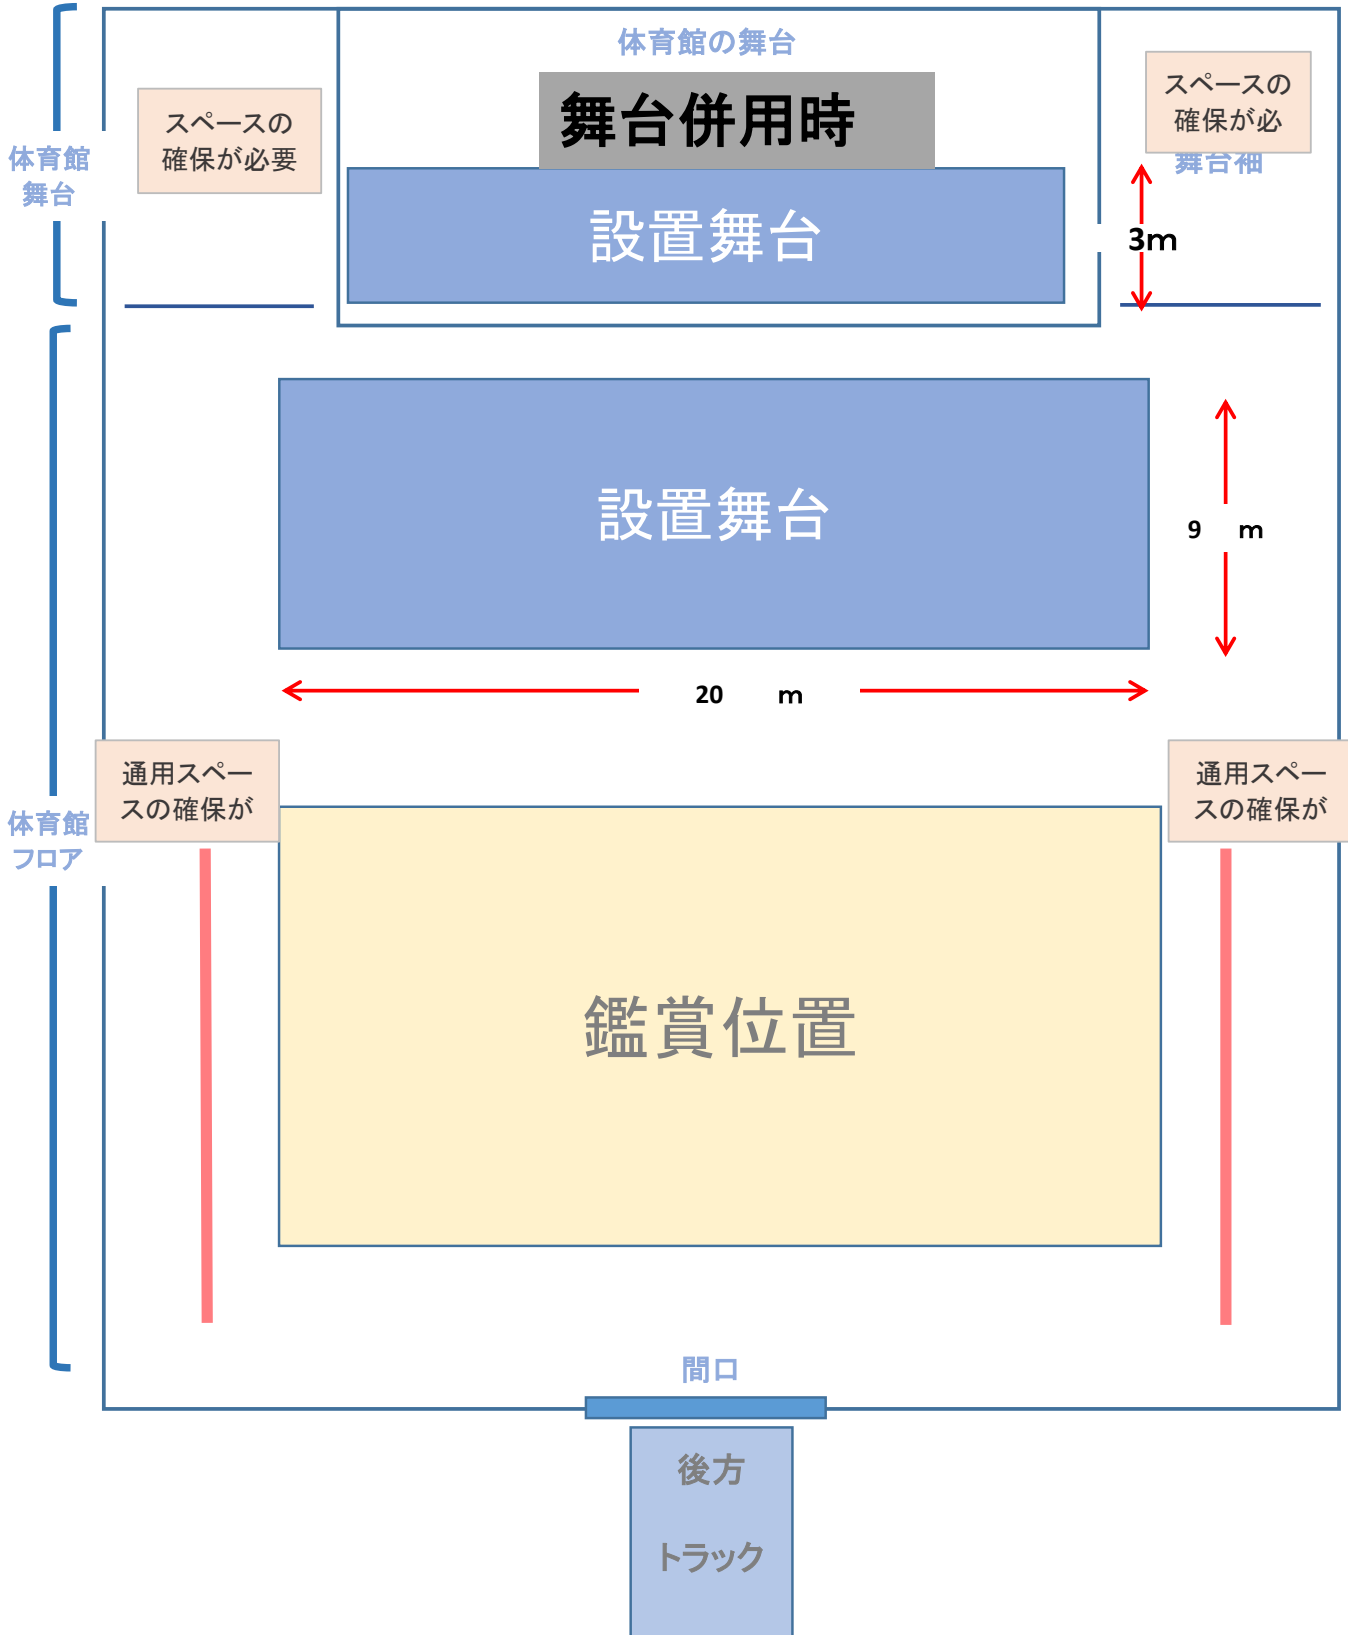 体育館の舞台
舞台併用時
スペースの
確保が必要
スペースの
確保が必
舞台袖
体育館
舞台
設置舞台
3m
設置舞台
9 m
20 m
通用スペー
スの確保が
通用スペー
スの確保が
体育館
フロア
鑑賞位置
間口
後方
トラック